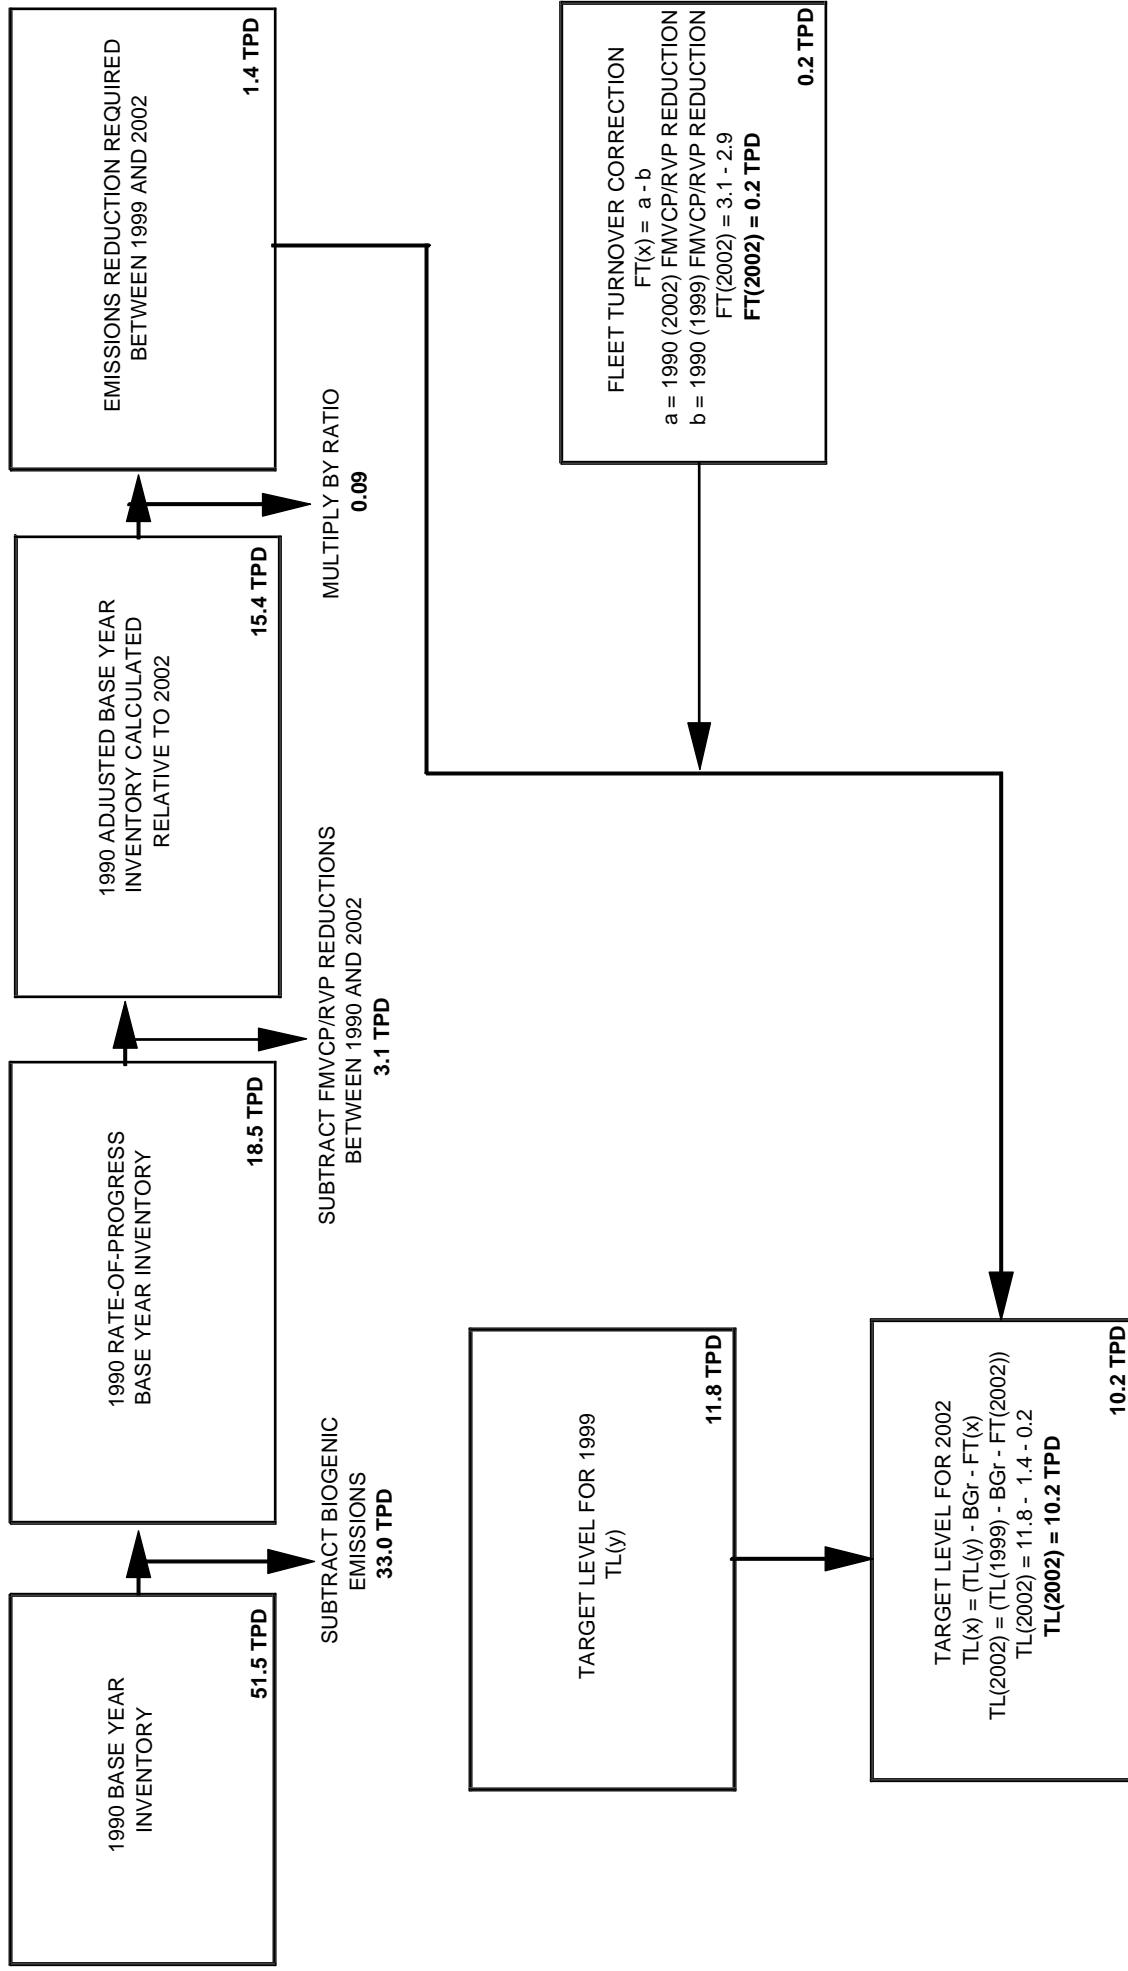 1990 BASE YEAR
INVENTORY
51.5 TPD
SUBTRACT BIOGENIC
EMISSIONS
33.0 TPD
1990 RATE-OF-PROGRESS
BASE YEAR INVENTORY
18.5 TPD
SUBTRACT FMVCP/RVP REDUCTIONS
BETWEEN 1990 AND 2002
3.1 TPD
1990 ADJUSTED BASE YEAR
INVENTORY CALCULATED
RELATIVE TO 2002
15.4 TPD
MULTIPLY BY RATIO
0.09
EMISSIONS REDUCTION REQUIRED
BETWEEN 1999 AND 2002
1.4 TPD
TARGET LEVEL FOR 1999
TL(y)
11.8 TPD
FLEET TURNOVER CORRECTION
FT(x) = a - b
a = 1990 (2002) FMVCP/RVP REDUCTION
b = 1990 (1999) FMVCP/RVP REDUCTION
FT(2002) = 3.1 - 2.9
FT(2002) = 0.2 TPD
0.2 TPD
TARGET LEVEL FOR 2002
TL(x) = (TL(y) - BGr - FT(x)
TL(2002) = (TL(1999) - BGr - FT(2002))
TL(2002) = 11.8 - 1.4 - 0.2
TL(2002) = 10.2 TPD
10.2 TPD